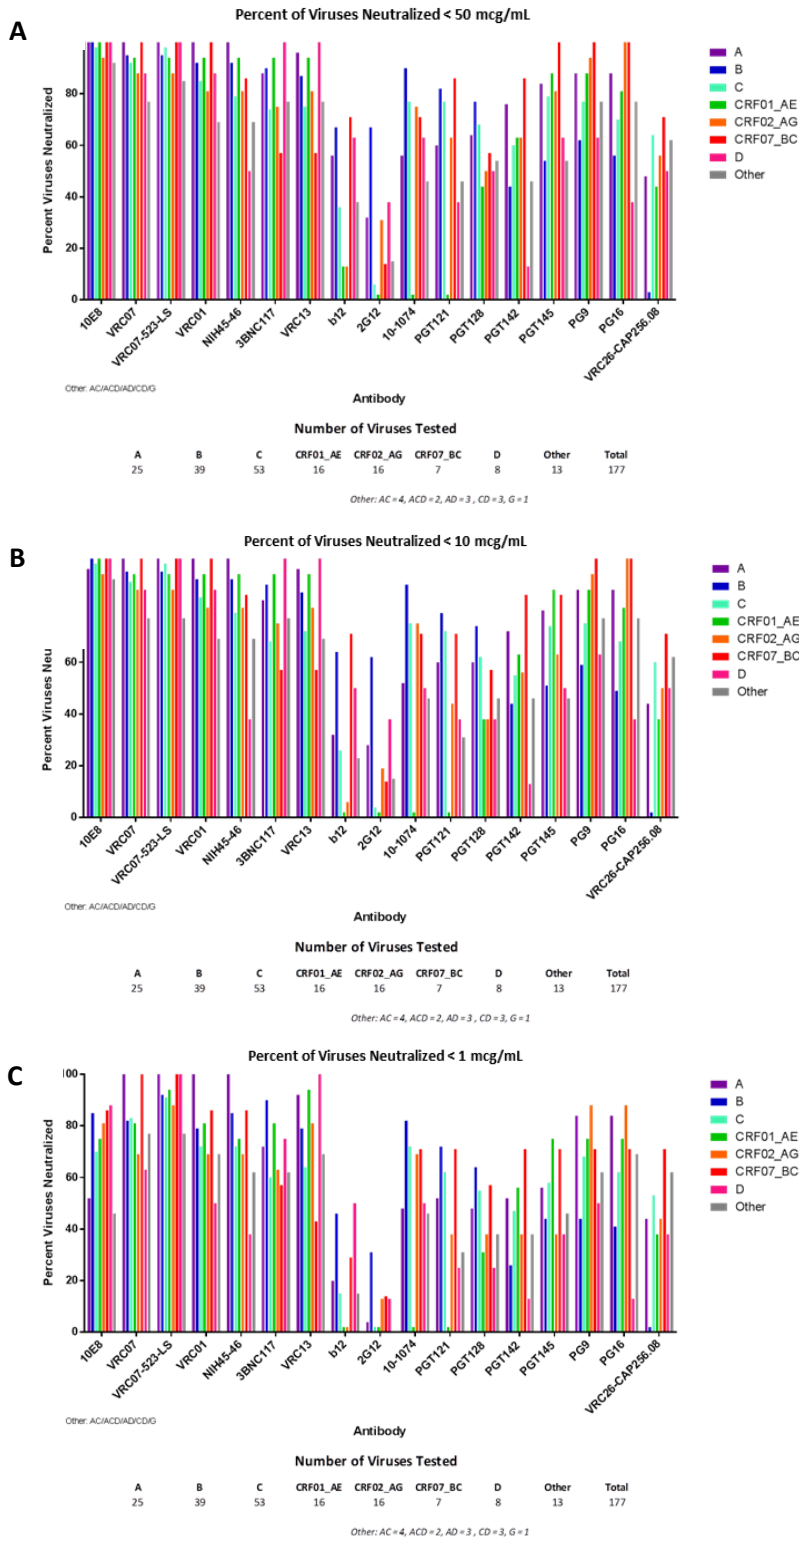 A
Percent of Viruses Neutralized < 50 mcg/mL
Percent Viruses Neutralized
80
60
40
20
0
A
B
C
CRF01_AE
CRF02_AG
CRF07_BC
D
Other
10E8
VRC07
VRC07-523-LS
VRC01
NIH45-46
3BNC117
VRC13
b12
2G12
10-1074
PGT121
PGT128
PGT142
PGT145
PG9
PG16
VRC26-CAP256.08
Other: AC/ACD/AD/CD/G
Antibody
Number of Viruses Tested
A B C CRF01_AE CRF02_AG CRF07_BC D Other Total
25 39 53 16 16 7 8 13 177
Other: AC = 4, ACD = 2, AD = 3 , CD = 3, G = 1
B
Percent of Viruses Neutralized < 10 mcg/mL
Percent Viruses Neu
60
40
20
0
A
B
C
CRF01_AE
CRF02_AG
CRF07_BC
D
Other
10E8
VRC07
VRC07-523-LS
VRC01
NIH45-46
3BNC117
VRC13
b12
2G12
10-1074
PGT121
PGT128
PGT142
PGT145
PG9
PG16
VRC26-CAP256.08
Other: AC/ACD/AD/CD/G
Antibody
Number of Viruses Tested
A B C CRF01_AE CRF02_AG CRF07_BC D Other Total
25 39 53 16 16 7 8 13 177
Other: AC = 4, ACD = 2, AD = 3 , CD = 3, G = 1
C
Percent of Viruses Neutralized < 1 mcg/mL
Percent Viruses Neutralized
100
80
60
40
20
0
A
B
C
CRF01_AE
CRF02_AG
CRF07_BC
D
Other
10E8
VRC07
VRC07-523-LS
VRC01
NIH45-46
3BNC117
VRC13
b12
2G12
10-1074
PGT121
PGT128
PGT142
PGT145
PG9
PG16
VRC26-CAP256.08
Other: AC/ACD/AD/CD/G
Antibody
Number of Viruses Tested
A B C CRF01_AE CRF02_AG CRF07_BC D Other Total
25 39 53 16 16 7 8 13 177
Other: AC = 4, ACD = 2, AD = 3 , CD = 3, G = 1